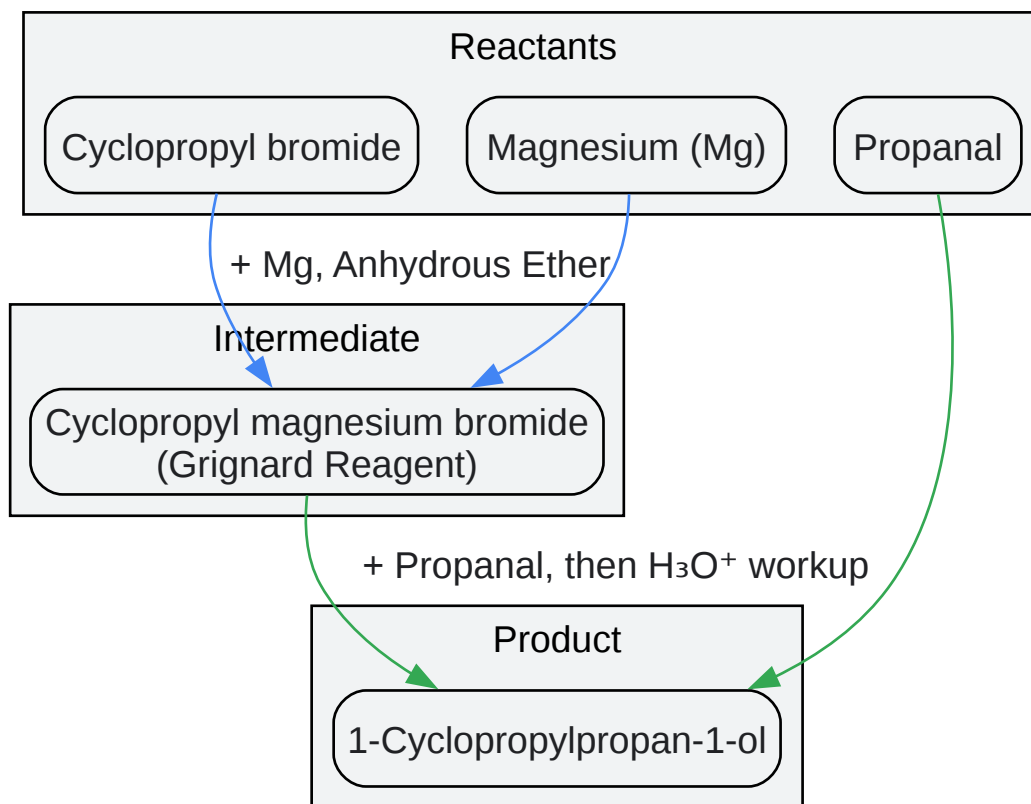 Reactants
Cyclopropyl bromide
Magnesium (Mg)
Propanal
+ Mg, Anhydrous Ether
Intermediate
Cyclopropyl magnesium bromide
(Grignard Reagent)
+ Propanal, then H₃O⁺ workup
Product
1-Cyclopropylpropan-1-ol